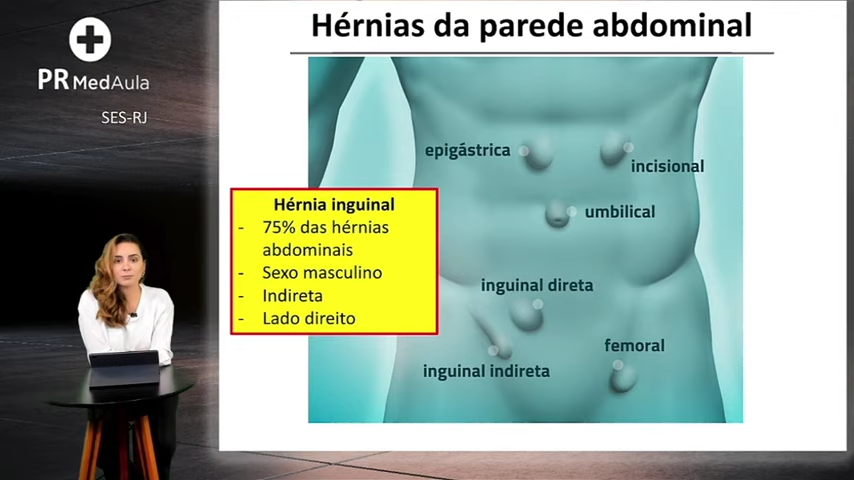 PR MedAula
SES-RJ
Hérnias da parede abdominal
epigástrica
incisional
umbilical
Hérnia inguinal
- 75% das hérnias
abdominais
- Sexo masculino
- Indireta
- Lado direito
inguinal direta
femoral
inguinal indireta